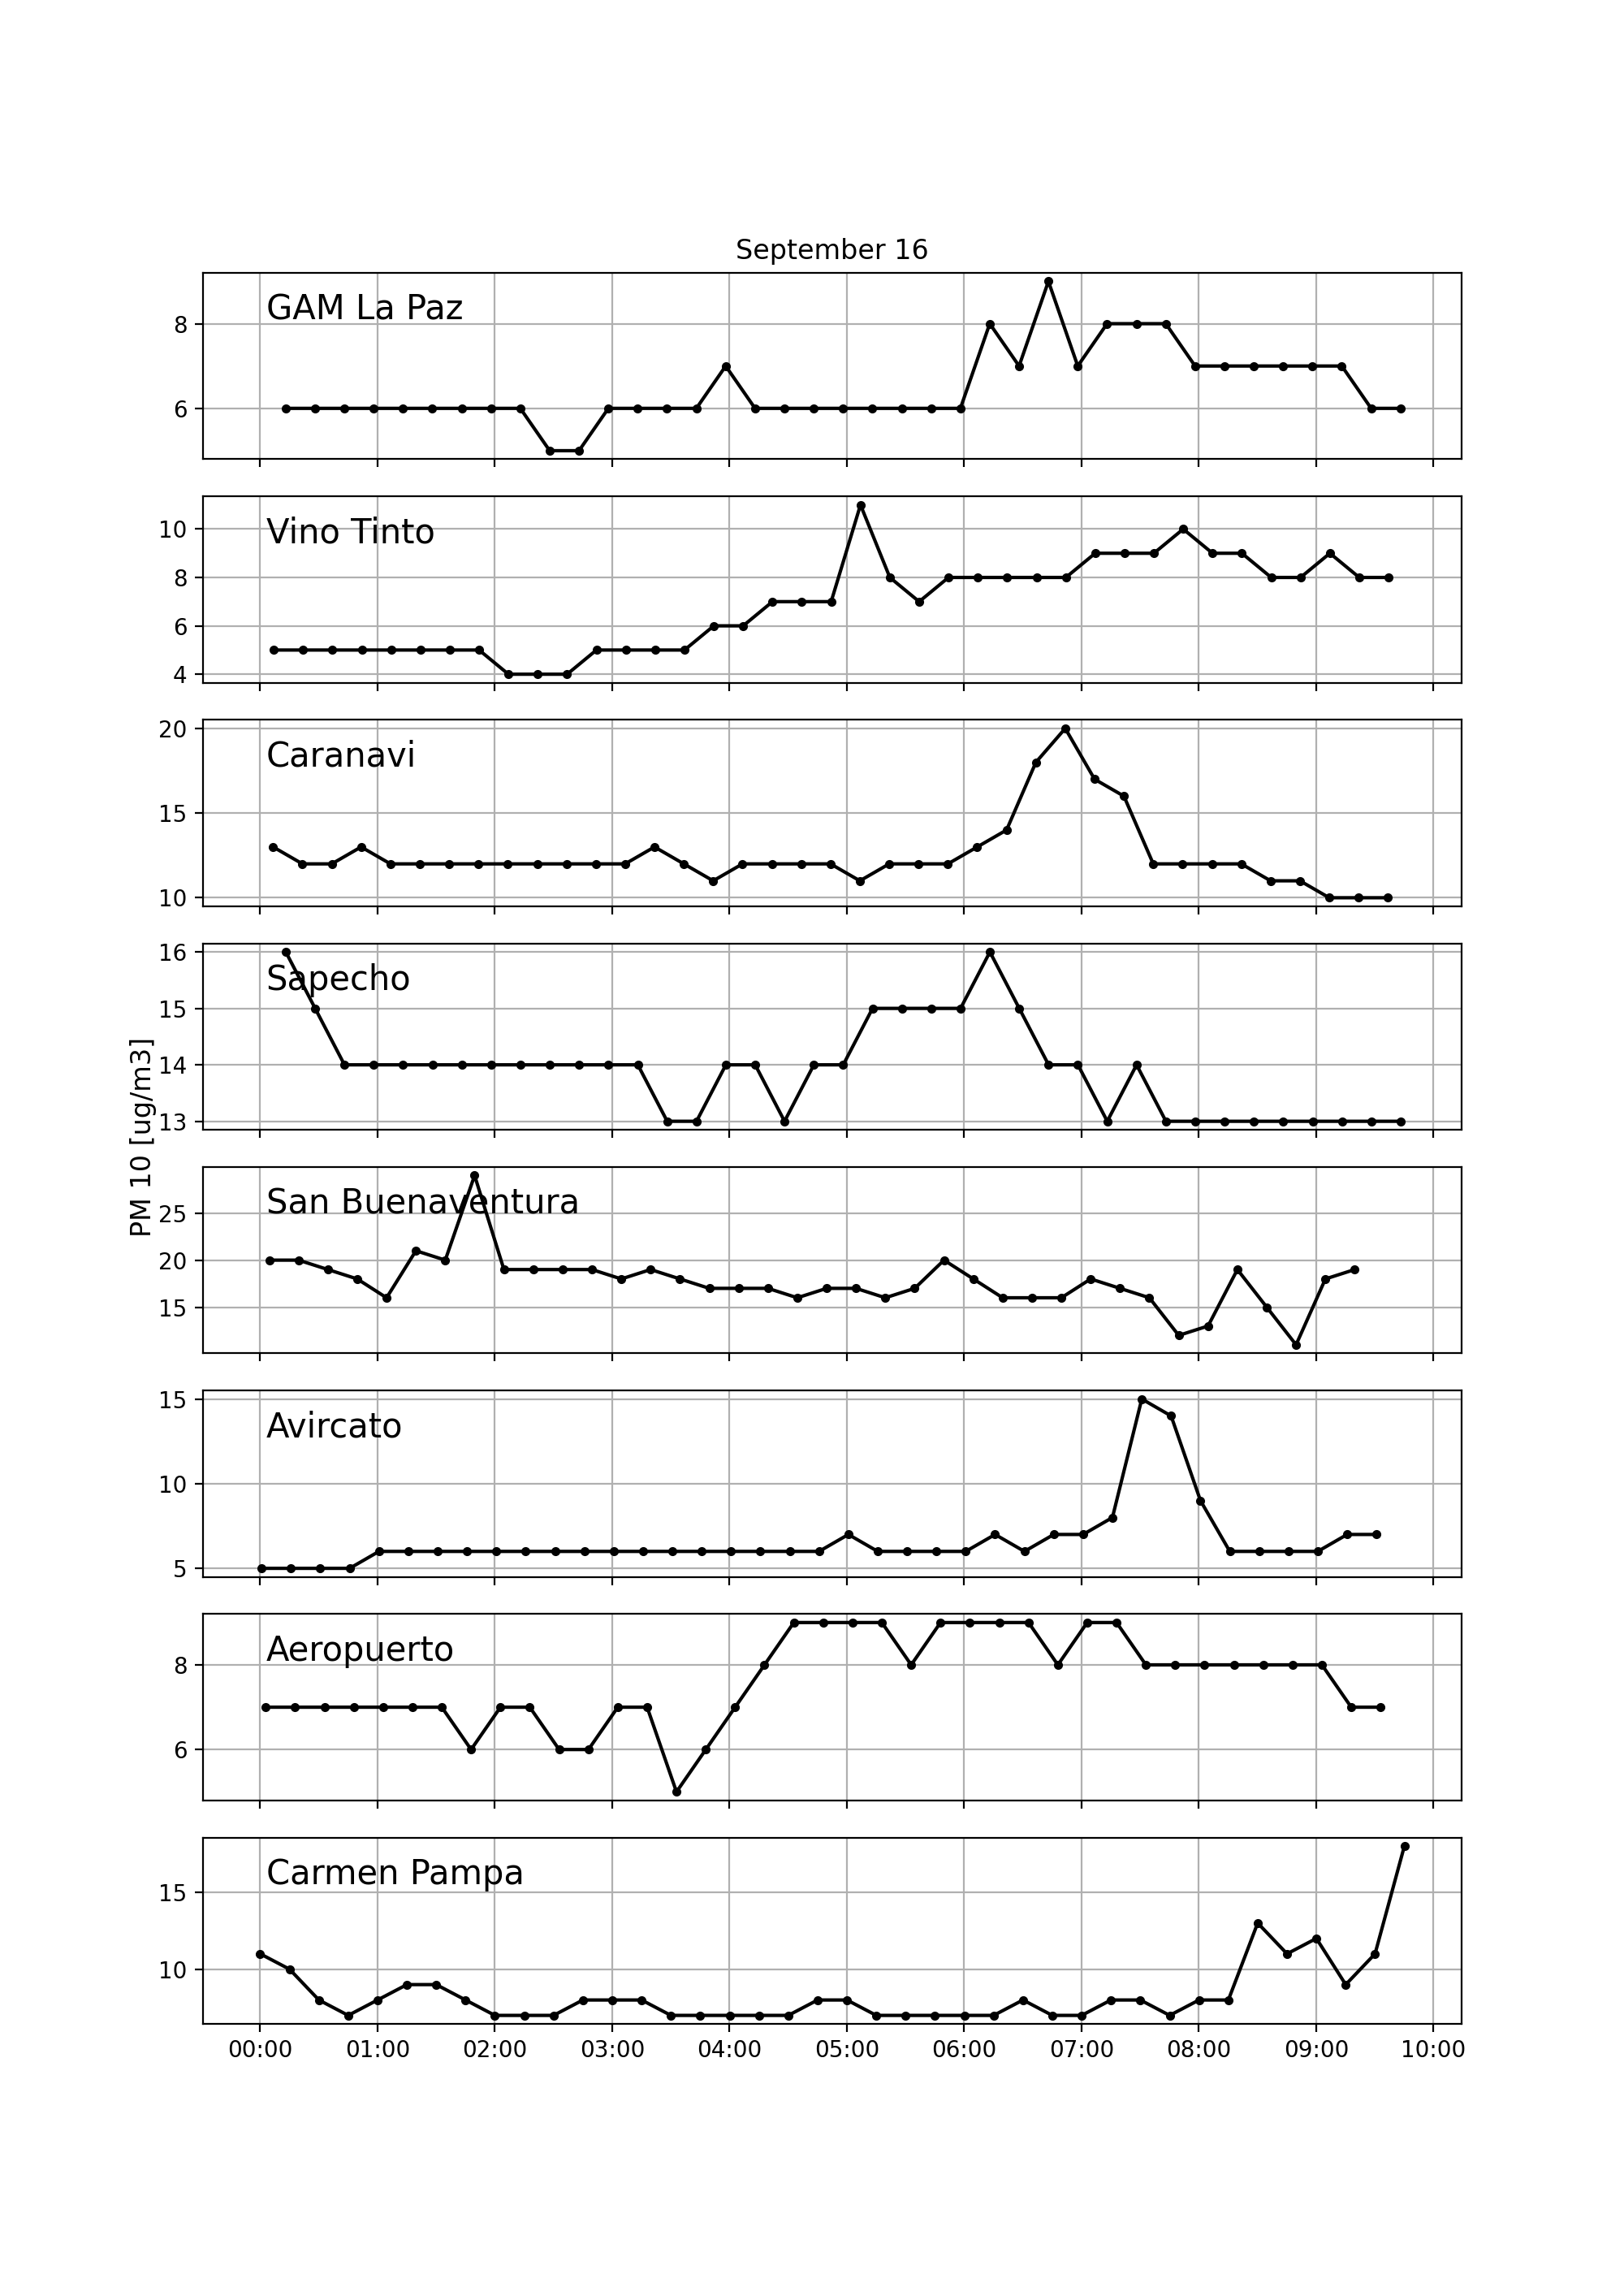 September 16
GAM La Paz
8
6
Vino Tinto
10
8
6
4
Caranavi
20
15
10
Sapecho
16
15
14
13
PM 10 [ug/m3]
San Buenaventura
25
20
15
Avircato
15
10
5
Aeropuerto
8
6
Carmen Pampa
15
10
00:00 01:00 02:00 03:00 04:00 05:00 06:00 07:00 08:00 09:00 10:00